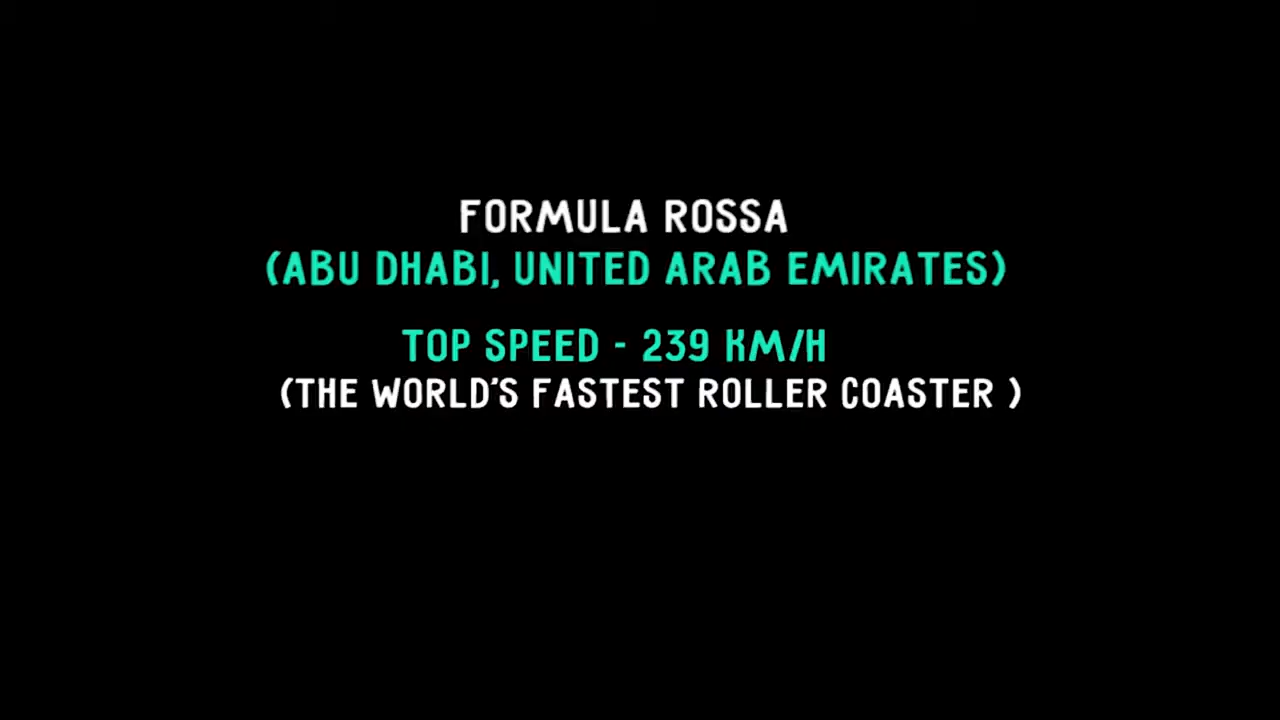 FORMULA ROSSA
(ABU DHABI, UNITED ARAB EMIRATES)
TOP SPEED - 239 KM/H
(THE WORLD'S FASTEST ROLLER COASTER )